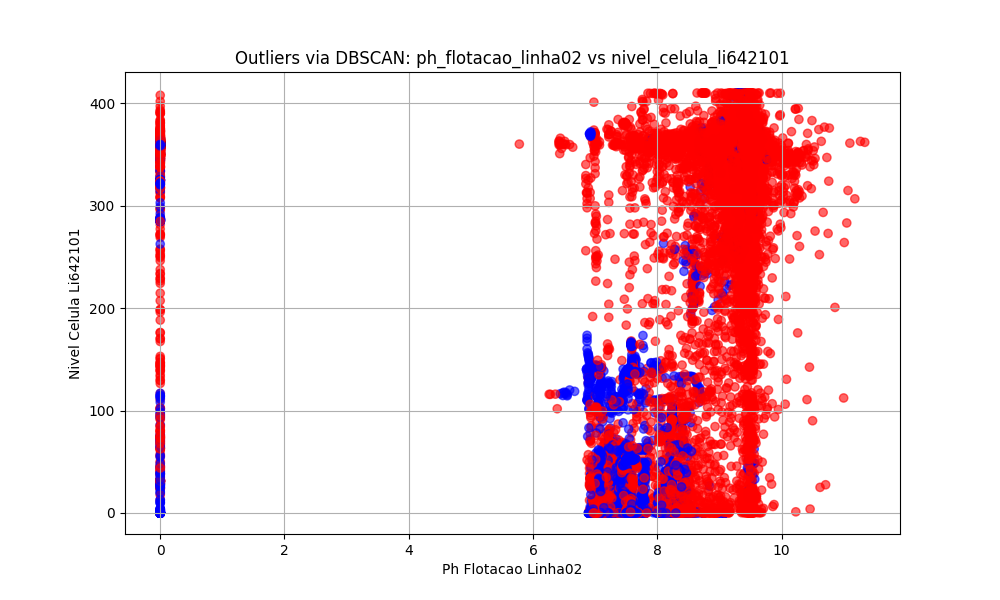 Outliers via DBSCAN: ph_flotacao_linha02 vs nivel_celula_li642101
400
300
200
100
0
Nivel Celula Li642101
0 2 4 6 8 10
Ph Flotacao Linha02